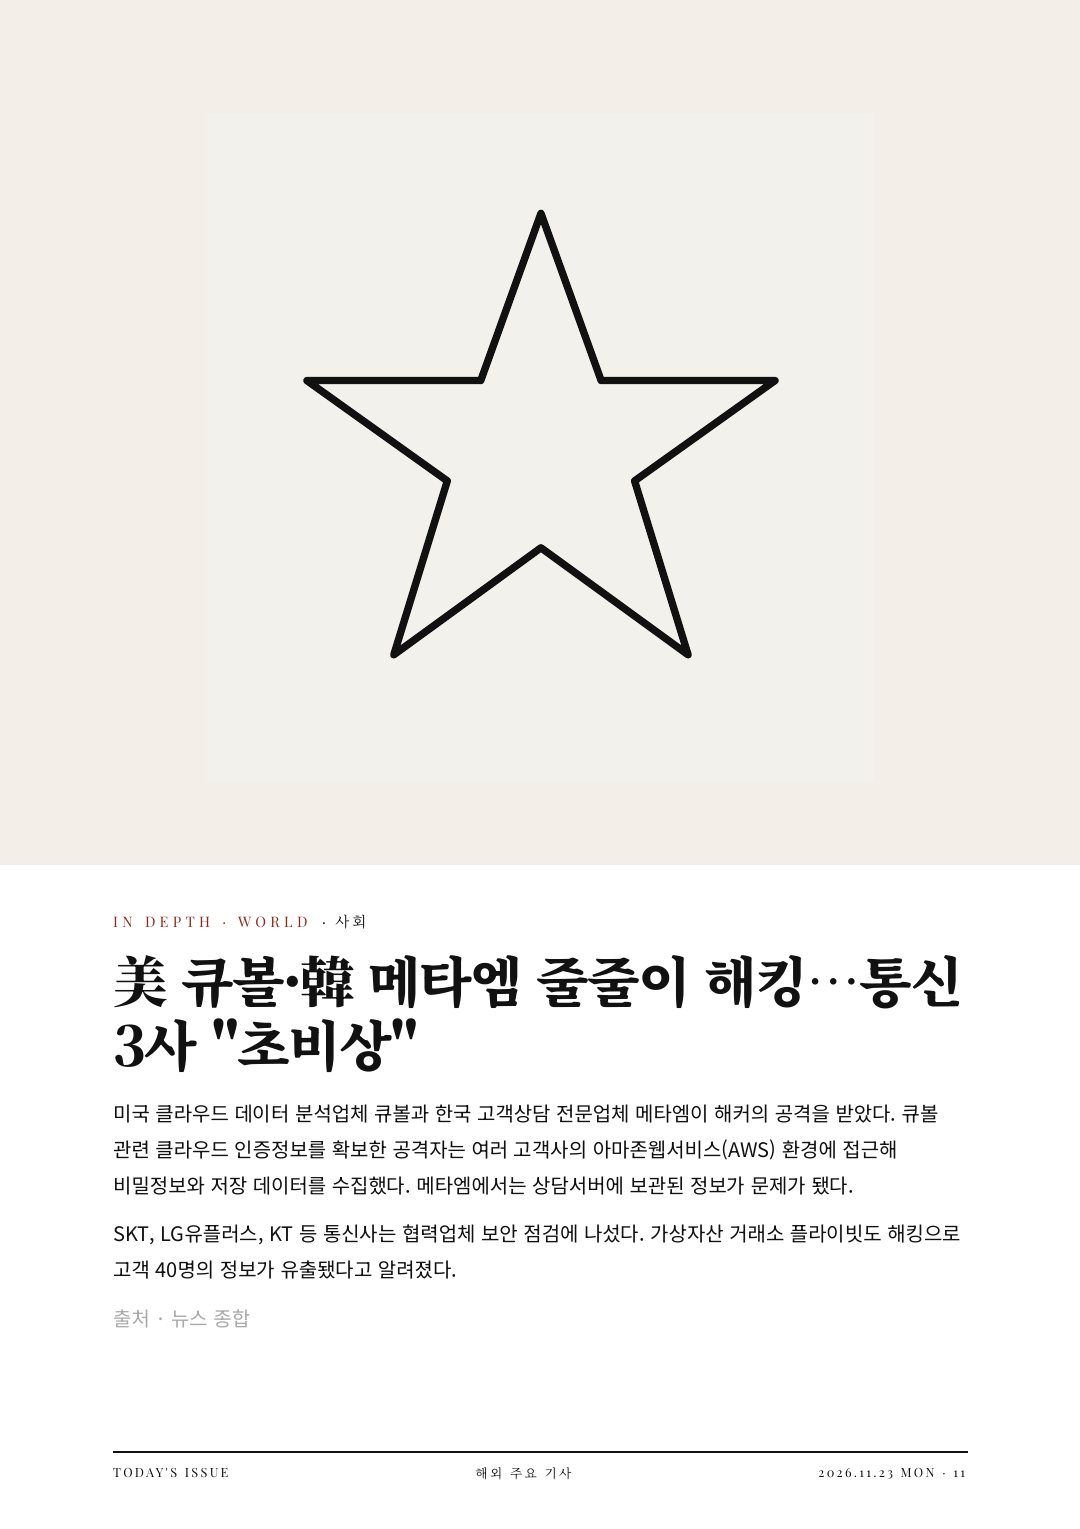 IN DEPTH · WORLD · 사회
美 큐볼·韓 메타엠 줄줄이 해킹…통신
3사 "초비상"
미국 클라우드 데이터 분석업체 큐볼과 한국 고객상담 전문업체 메타엠이 해커의 공격을 받았다. 큐볼
관련 클라우드 인증정보를 확보한 공격자는 여러 고객사의 아마존웹서비스(AWS) 환경에 접근해
비밀정보와 저장 데이터를 수집했다. 메타엠에서는 상담서버에 보관된 정보가 문제가 됐다.
SKT, LG유플러스, KT 등 통신사는 협력업체 보안 점검에 나섰다. 가상자산 거래소 플라이빗도 해킹으로
고객 40명의 정보가 유출됐다고 알려졌다.
출처 · 뉴스 종합
TODAY'S ISSUE
해외 주요 기사
2026.11.23 MON · 11